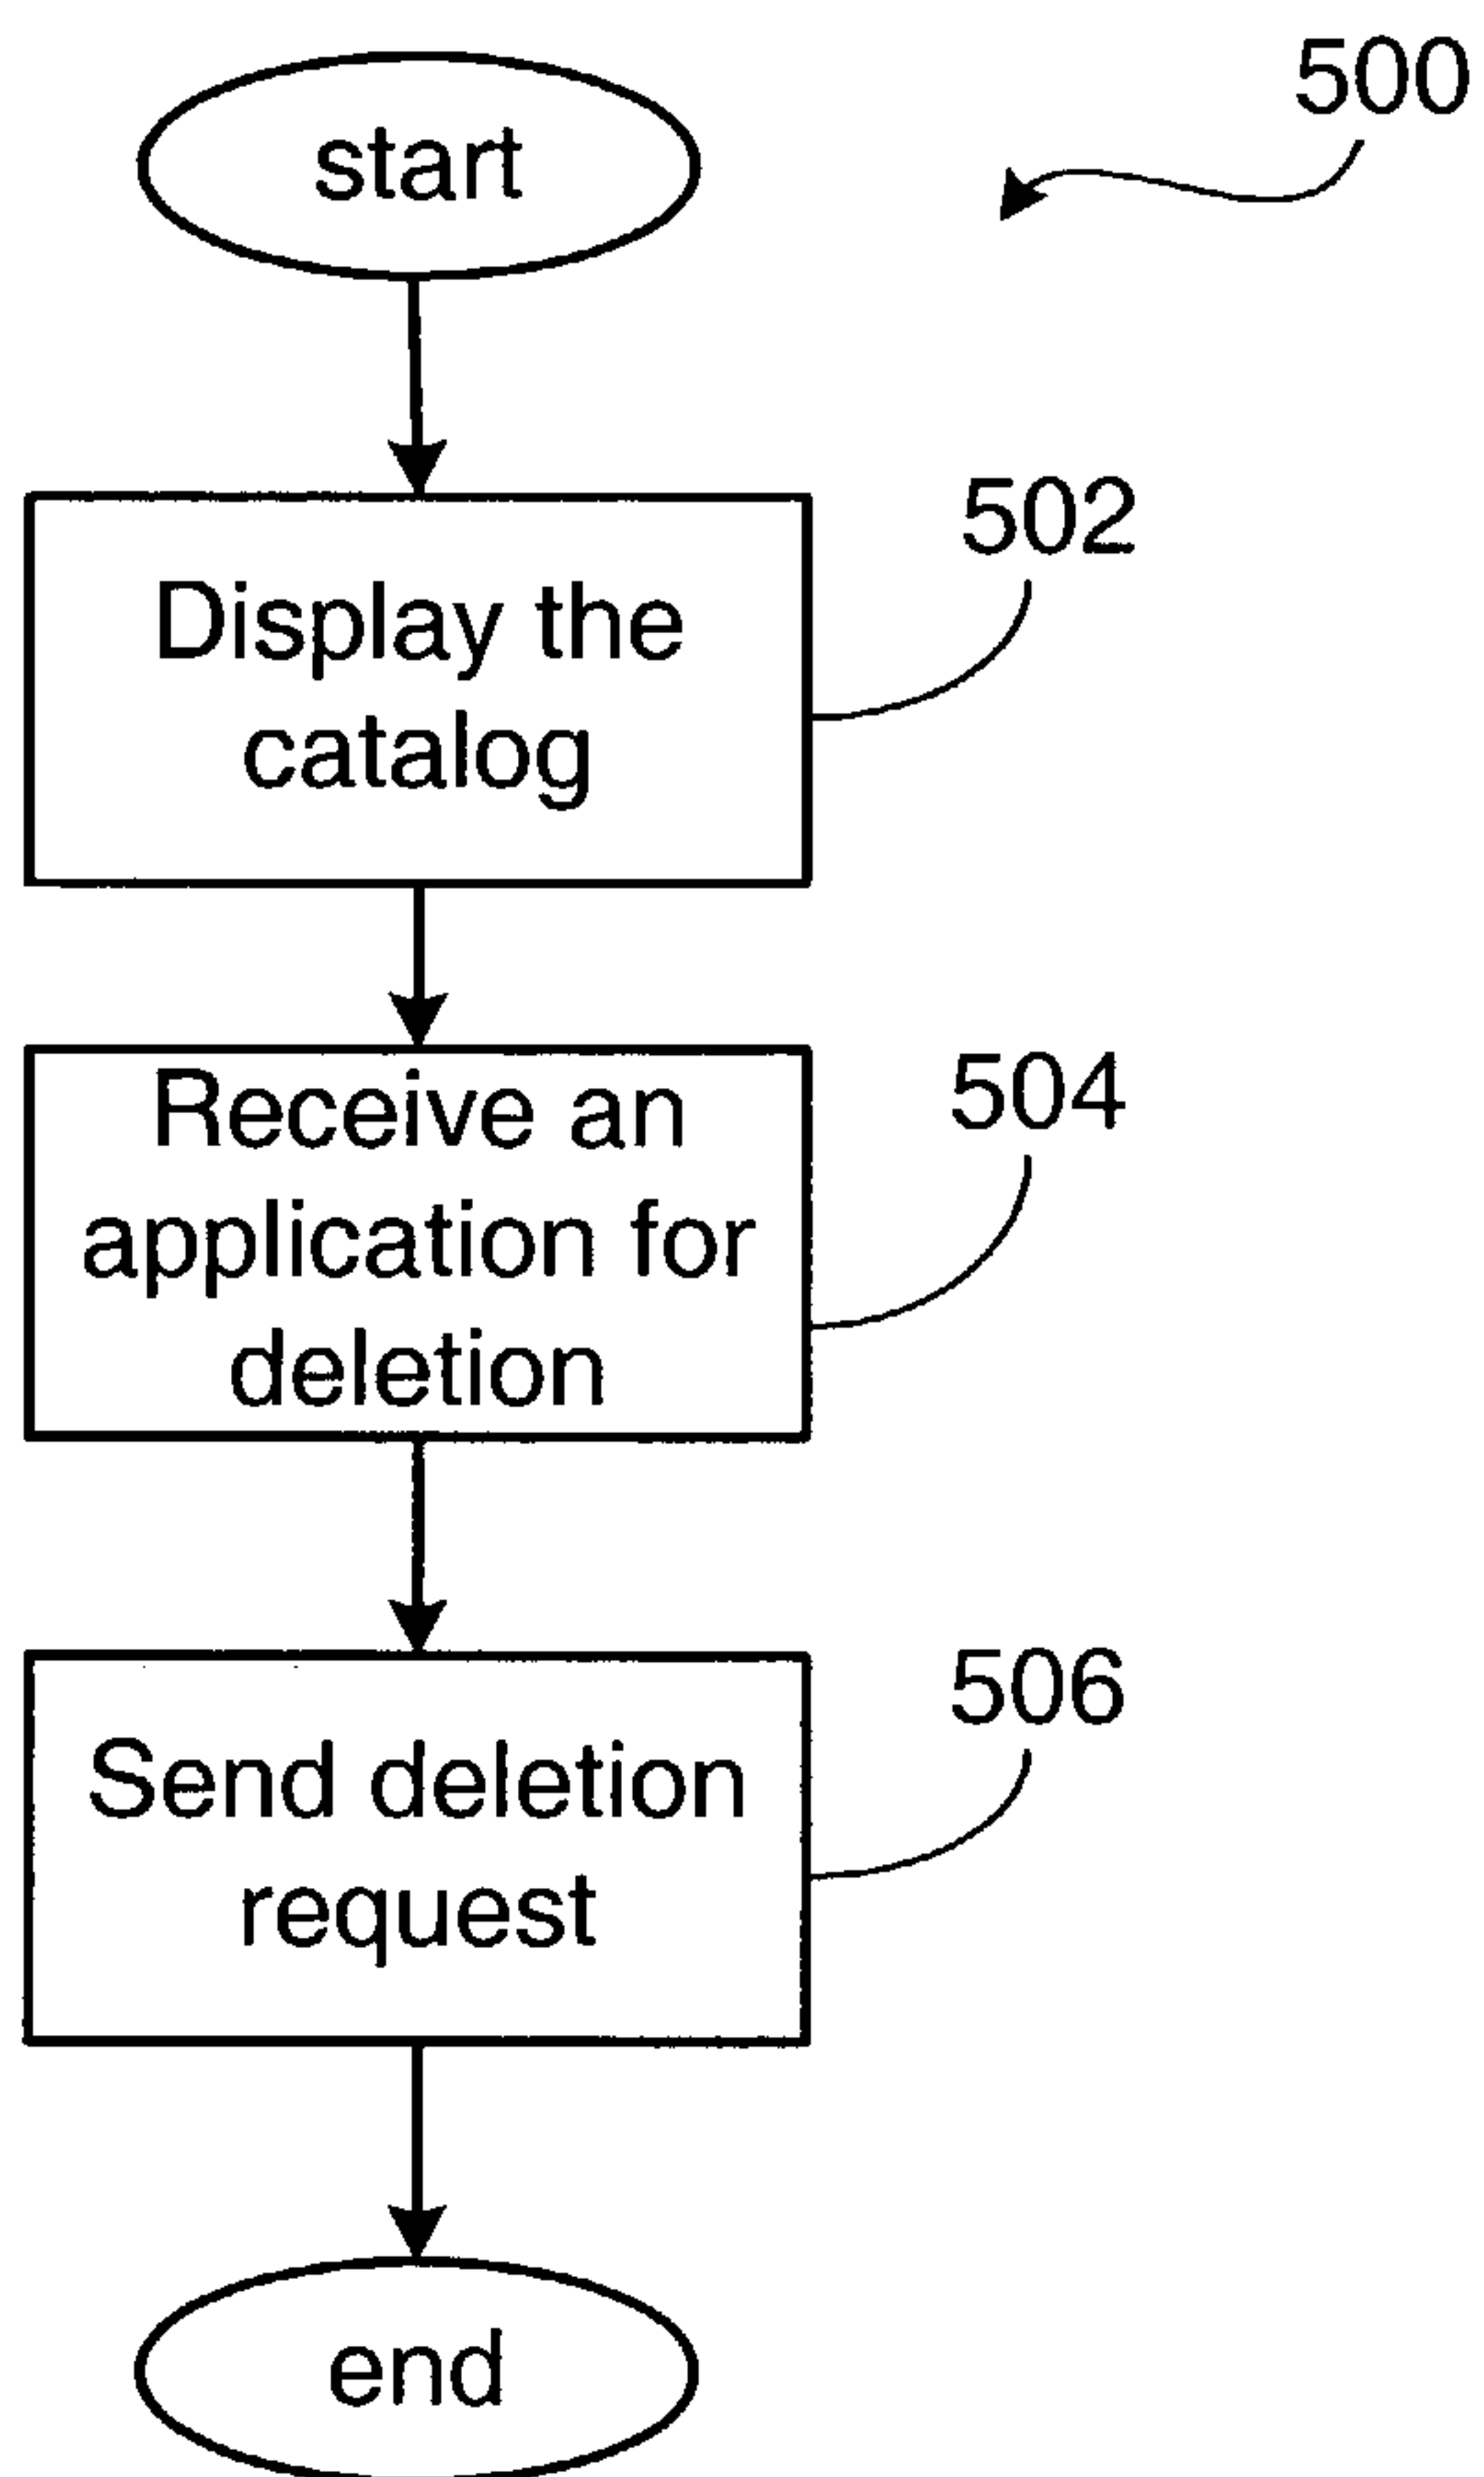 start
500
Display the
catalog
502
Receive an
application for
deletion
504
Send deletion
request
506
end